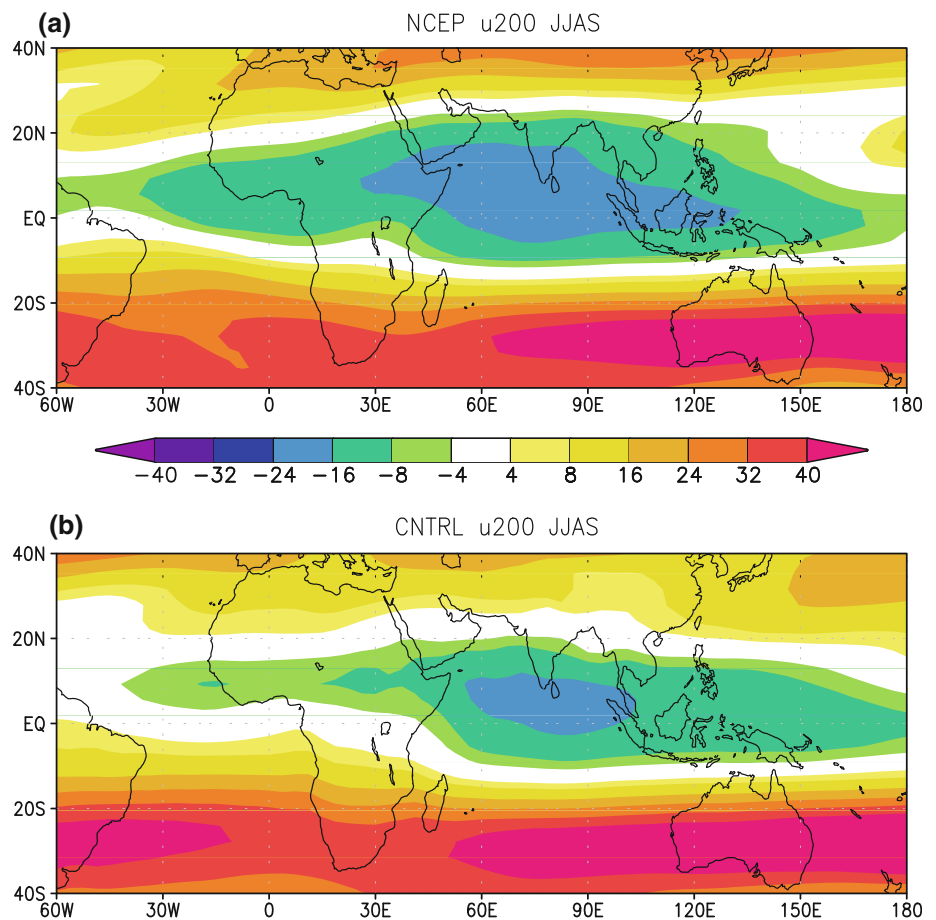 (a) NCEP u200 JJAS
40N
20N
EQ
20S
40S
60W 30W 0 30E 60E 90E 120E 150E 180
-40 -32 -24 -16 -8 -4 4 8 16 24 32 40
(b) CNTRL u200 JJAS
40N
20N
EQ
20S
40S
60W 30W 0 30E 60E 90E 120E 150E 180